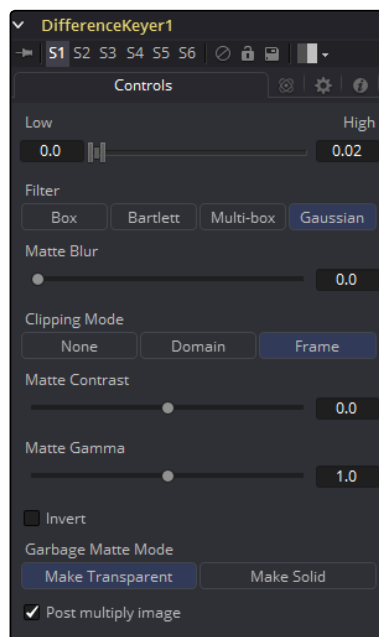 DifferenceKeyer1
S1 S2 S3 S4 S5 S6
Controls
Low High
0.0 0.02
Filter
Box Bartlett Multi-box Gaussian
Matte Blur
0.0
Clipping Mode
None Domain Frame
Matte Contrast
0.0
Matte Gamma
1.0
Invert
Garbage Matte Mode
Make Transparent Make Solid
Post multiply image